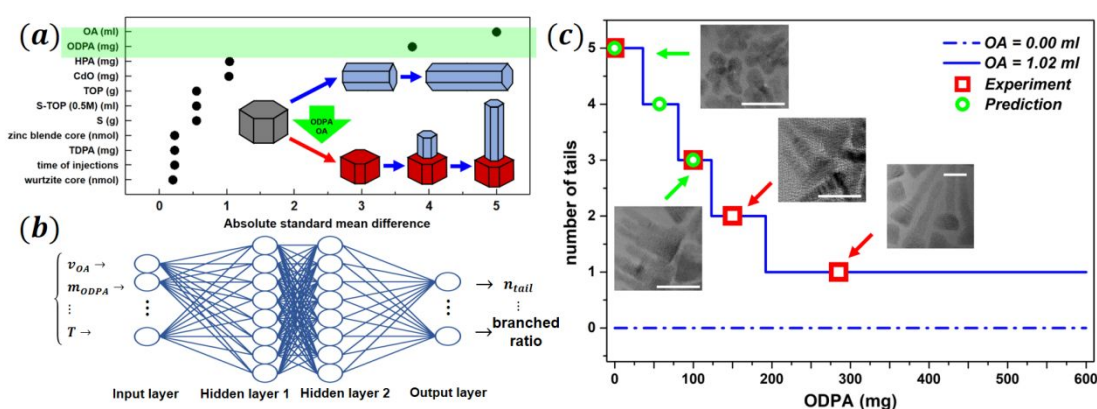 (a)
OA (ml)
ODPA (mg)
HPA (mg)
CdO (mg)
TOP (g)
S-TOP (0.5M) (ml)
S (g)
zinc blende core (nmol)
TDPA (mg)
time of injections
wurtzite core (nmol)
ODPA
OA
0 1 2 3 4 5
Absolute standard mean difference
(b)
v_OA →
m_ODPA →
⋮
T →
⋮
⋮
→ n_tail
⋮
→ branched
ratio
Input layer Hidden layer 1 Hidden layer 2 Output layer
(c)
OA = 0.00 ml
OA = 1.02 ml
Experiment
Prediction
number of tails
5
4
3
2
1
0
0 100 200 300 400 500 600
ODPA (mg)